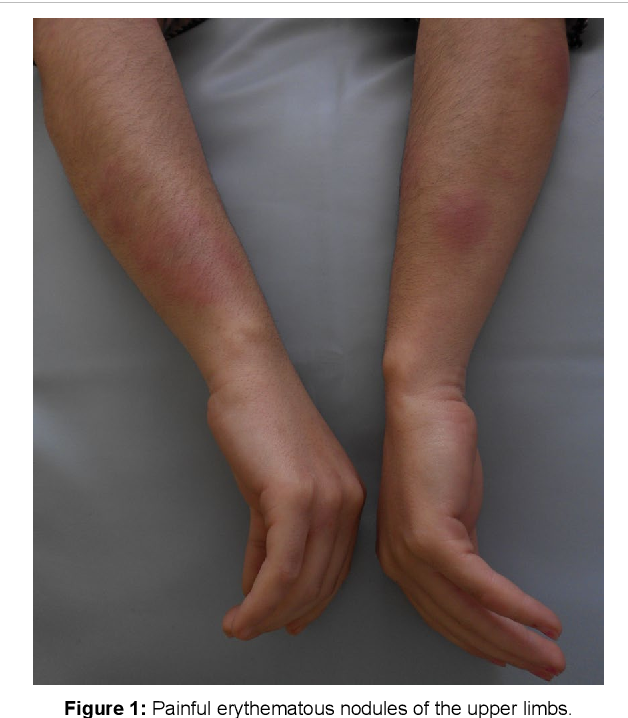 Figure 1: Painful erythematous nodules of the upper limbs.